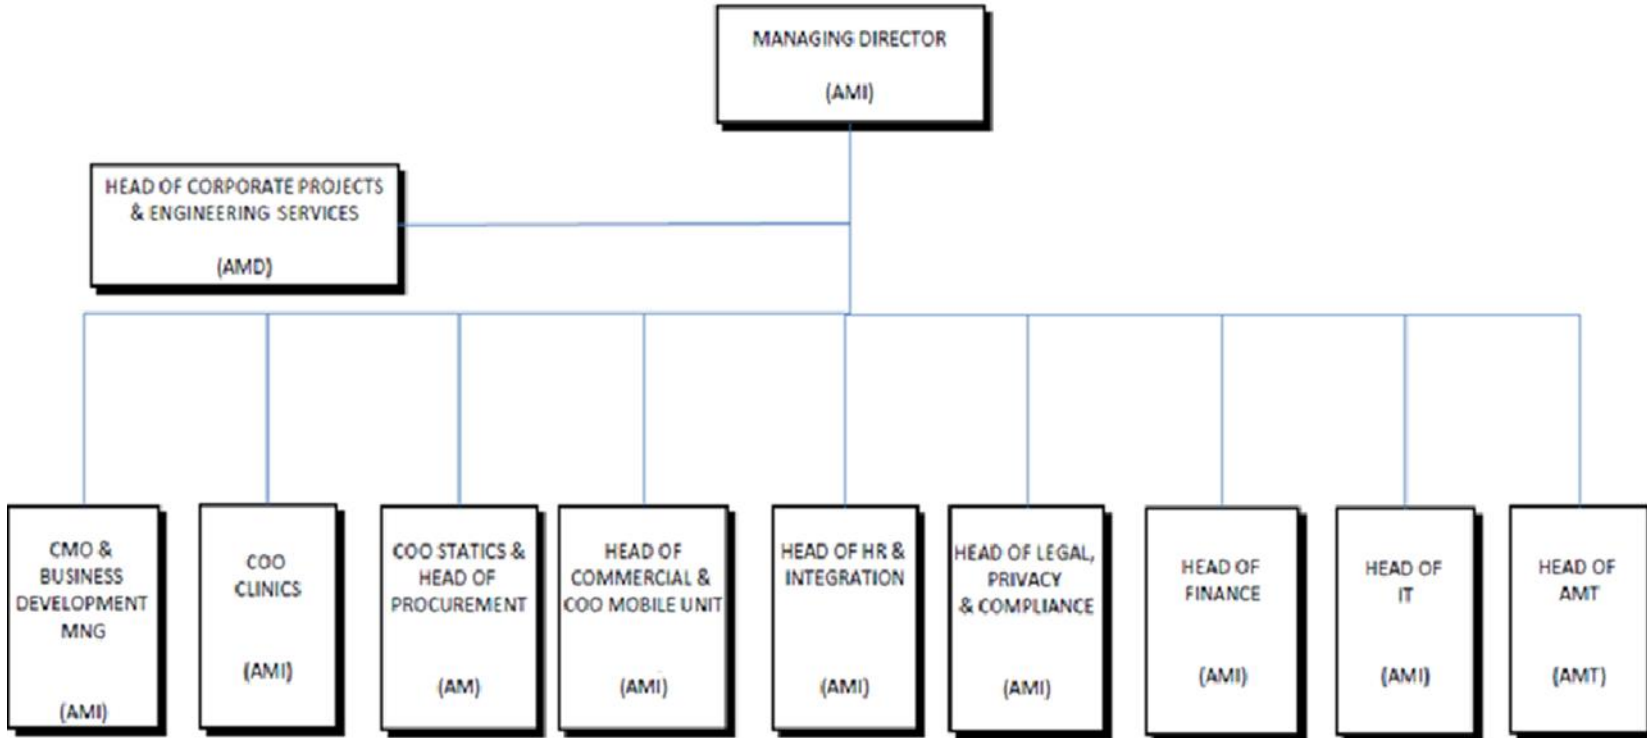 MANAGING DIRECTOR
(AMI)
HEAD OF CORPORATE PROJECTS
& ENGINEERING SERVICES
(AMD)
CMO &
BUSINESS
DEVELOPMENT
MNG
(AMI)
COO
CLINICS
(AMI)
COO STATICS &
HEAD OF
PROCUREMENT
(AM)
HEAD OF
COMMERCIAL &
COO MOBILE UNIT
(AMI)
HEAD OF HR &
INTEGRATION
(AMI)
HEAD OF LEGAL,
PRIVACY
& COMPLIANCE
(AMI)
HEAD OF
FINANCE
(AMI)
HEAD OF
IT
(AMI)
HEAD OF
AMT
(AMT)